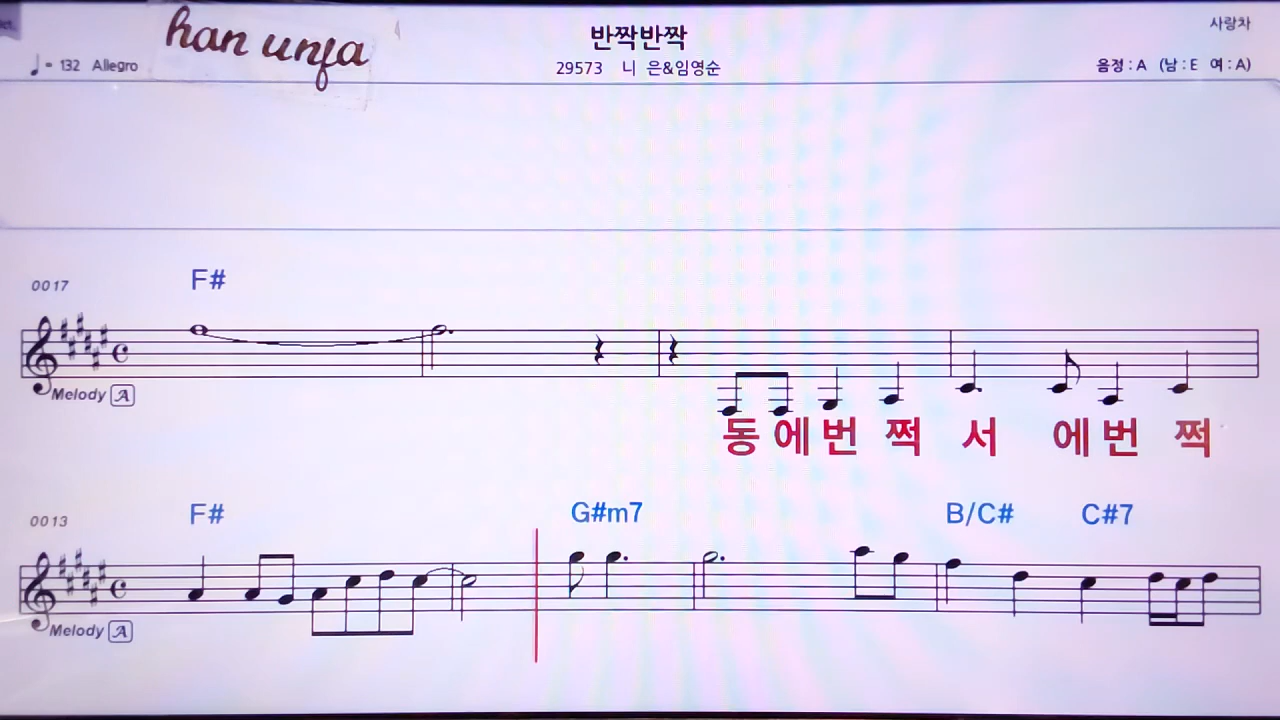 han unja
반짝반짝
사랑차
♩= 132 Allegro
29573 니 은&임영순
음정 : A (남 : E 여 : A)
0017 F#
Melody A
동 에 번 쩍 서 에 번 쩍
0013 F# G#m7 B/C# C#7
Melody A